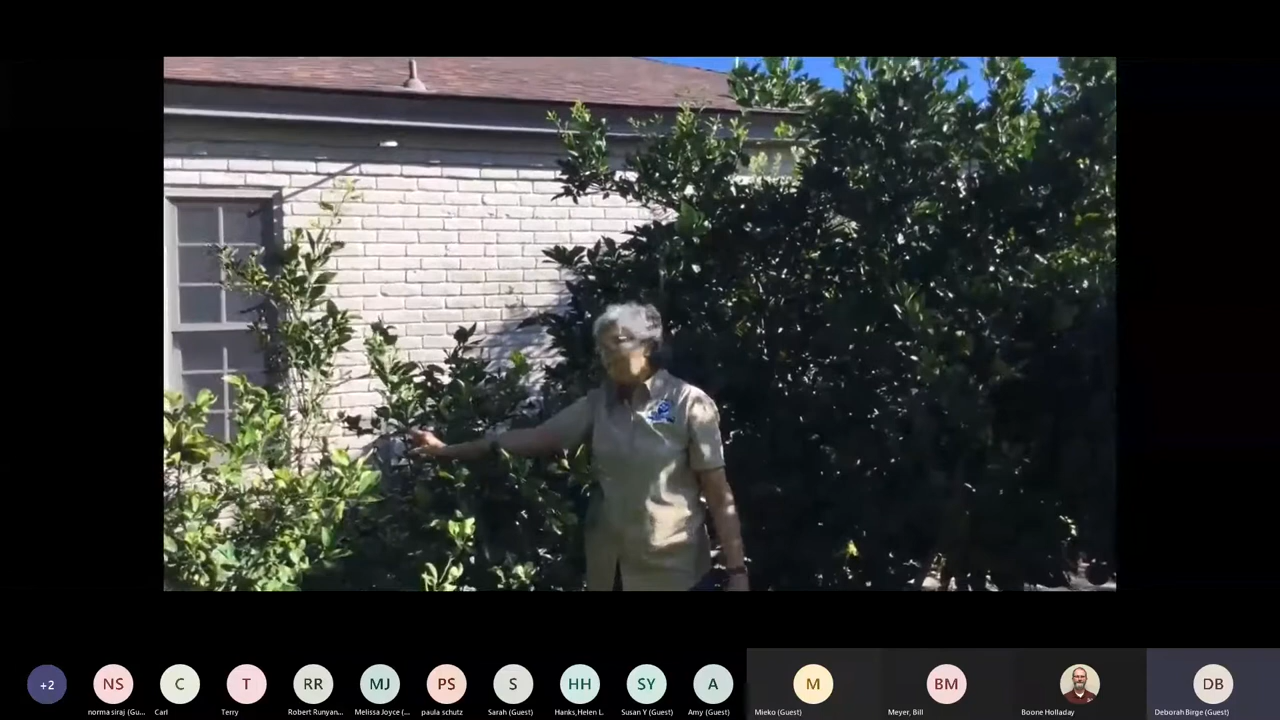 +2
NS
C
T
RR
MJ
PS
S
HH
SY
A
M
BM
DB
norma siraj (Gu...
Carl
Terry
Robert Runyan...
Melissa Joyce (...
paula schutz
Sarah (Guest)
Hanks,Helen L.
Susan Y (Guest)
Amy (Guest)
Mieko (Guest)
Meyer, Bill
Boone Holladay
Deborah Birge (Guest)